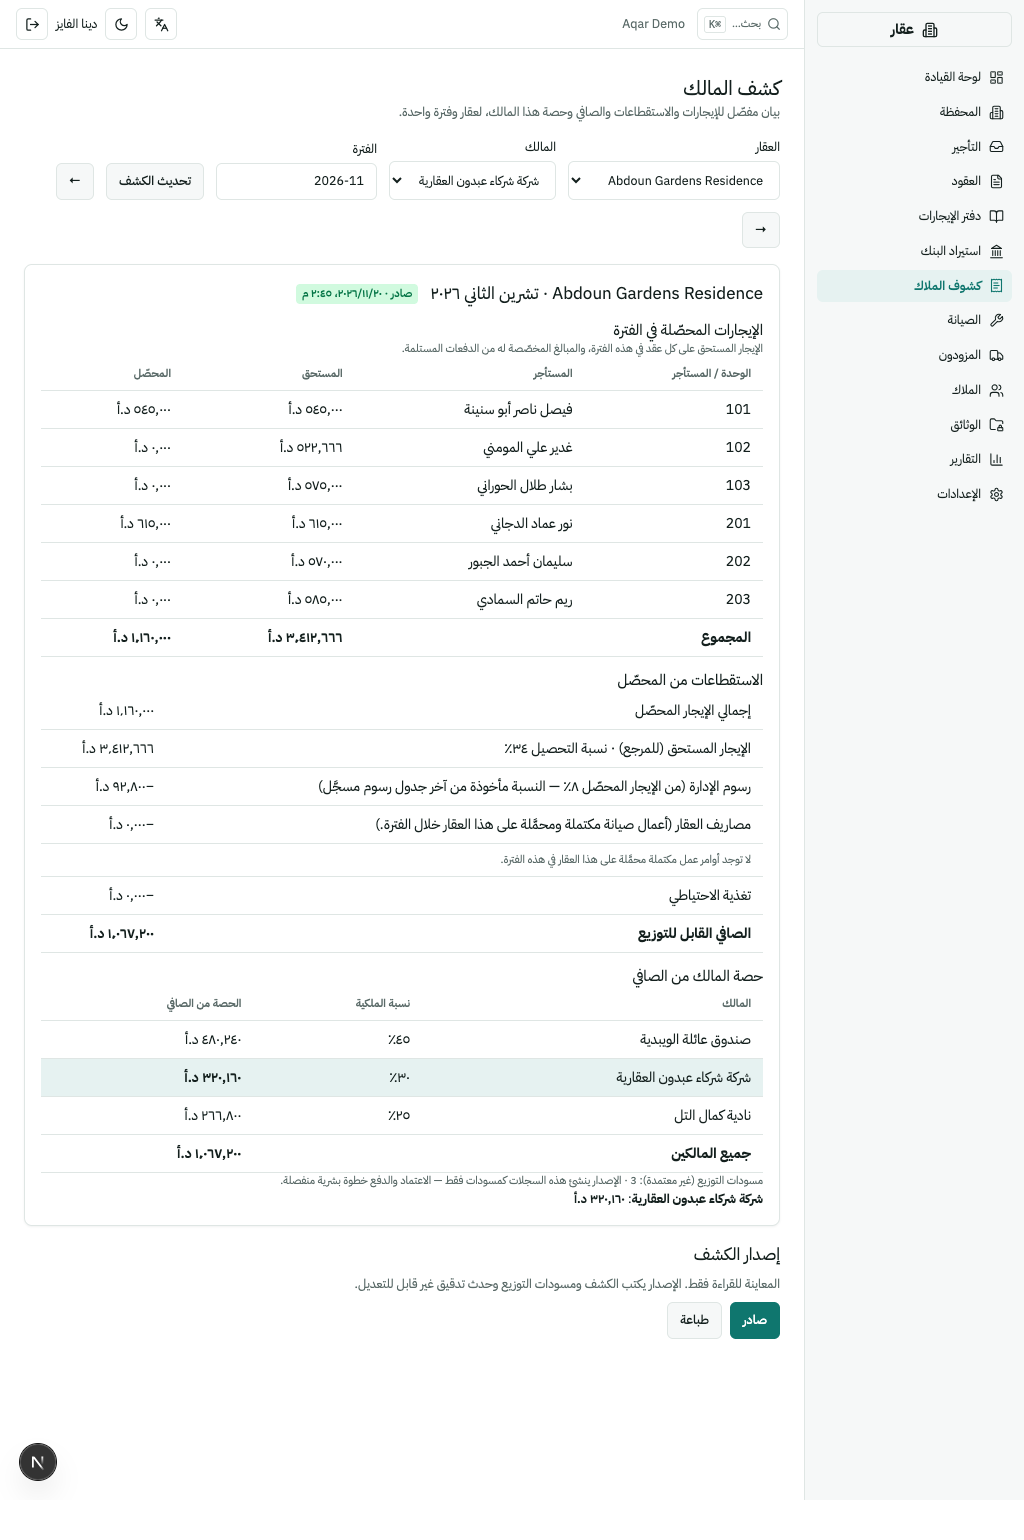 عقار
لوحة القيادة
المحفظة
التأجير
العقود
دفتر الإيجارات
استيراد البنك
كشوف الملاك
الصيانة
المزودون
الملاك
الوثائق
التقارير
الإعدادات
بحث... ⌘K
Aqar Demo
دينا الفايز
كشف المالك
بيان مفصّل للإيجارات والاستقطاعات والصافي وحصة هذا المالك، لعقار وفترة واحدة.
العقار المالك الفترة
Abdoun Gardens Residence شركة شركاء عبدون العقارية 2026-11 تحديث الكشف ←
→
Abdoun Gardens Residence · تشرين الثاني ٢٠٢٦ صادر · ٢٠٢٦/١١/٢٠، ٢:٤٥ م
الإيجارات المحصّلة في الفترة
الإيجار المستحق على كل عقد في هذه الفترة، والمبالغ المخصّصة له من الدفعات المستلمة.
الوحدة / المستأجر المستأجر المستحق المحصّل
101 فيصل ناصر أبو سنينة ٥٤٥٫٠٠٠ د.أ ٥٤٥٫٠٠٠ د.أ
102 غدير علي المومني ٥٢٢٫٦٦٦ د.أ ٠٫٠٠٠ د.أ
103 بشار طلال الحوراني ٥٧٥٫٠٠٠ د.أ ٠٫٠٠٠ د.أ
201 نور عماد الدجاني ٦١٥٫٠٠٠ د.أ ٦١٥٫٠٠٠ د.أ
202 سليمان أحمد الجبور ٥٧٠٫٠٠٠ د.أ ٠٫٠٠٠ د.أ
203 ريم حاتم السمادي ٥٨٥٫٠٠٠ د.أ ٠٫٠٠٠ د.أ
المجموع ٣٬٤١٢٫٦٦٦ د.أ ١٬١٦٠٫٠٠٠ د.أ
الاستقطاعات من المحصّل
إجمالي الإيجار المحصّل ١٬١٦٠٫٠٠٠ د.أ
الإيجار المستحق (للمرجع) · نسبة التحصيل ٣٤٪ ٣٬٤١٢٫٦٦٦ د.أ
رسوم الإدارة (من الإيجار المحصّل ٨٪ — النسبة مأخوذة من آخر جدول رسوم مسجَّل) −٩٢٫٨٠٠ د.أ
مصاريف العقار (أعمال صيانة مكتملة ومحمَّلة على هذا العقار خلال الفترة.) −٠٫٠٠٠ د.أ
لا توجد أوامر عمل مكتملة محمَّلة على هذا العقار في هذه الفترة.
تغذية الاحتياطي −٠٫٠٠٠ د.أ
الصافي القابل للتوزيع ١٬٠٦٧٫٢٠٠ د.أ
حصة المالك من الصافي
المالك نسبة الملكية الحصة من الصافي
صندوق عائلة الويبدية ٤٥٪ ٤٨٠٫٢٤٠ د.أ
شركة شركاء عبدون العقارية ٣٠٪ ٣٢٠٫١٦٠ د.أ
نادية كمال التل ٢٥٪ ٢٦٦٫٨٠٠ د.أ
جميع المالكين ١٬٠٦٧٫٢٠٠ د.أ
مسودات التوزيع (غير معتمدة): 3 · الإصدار ينشئ هذه السجلات كمسودات فقط — الاعتماد والدفع خطوة بشرية منفصلة.
شركة شركاء عبدون العقارية: ٣٢٠٫١٦٠ د.أ
إصدار الكشف
المعاينة للقراءة فقط. الإصدار يكتب الكشف ومسودات التوزيع وحدث تدقيق غير قابل للتعديل.
صادر طباعة
N